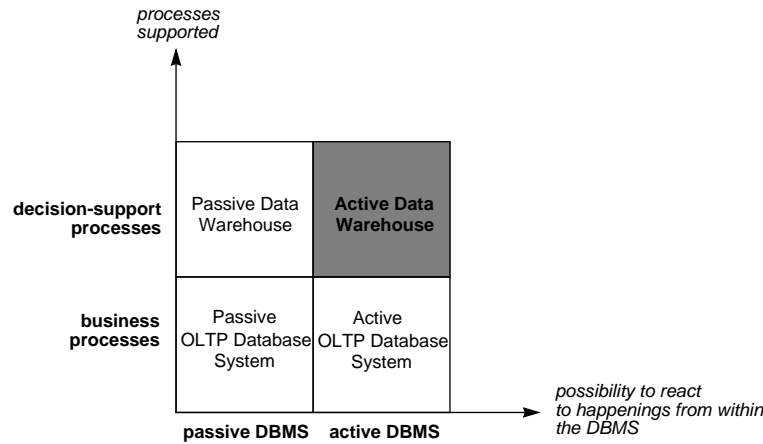 processes
supported
decision-support
processes
Passive Data
Warehouse
Active Data
Warehouse
business
processes
Passive
OLTP Database
System
Active
OLTP Database
System
passive DBMS
active DBMS
possibility to react
to happenings from within
the DBMS